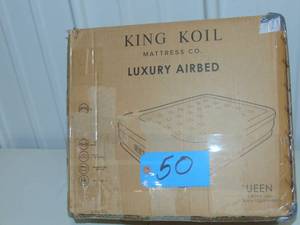 KING KOIL
MATTRESS CO.
LUXURY AIRBED
50
UEEN